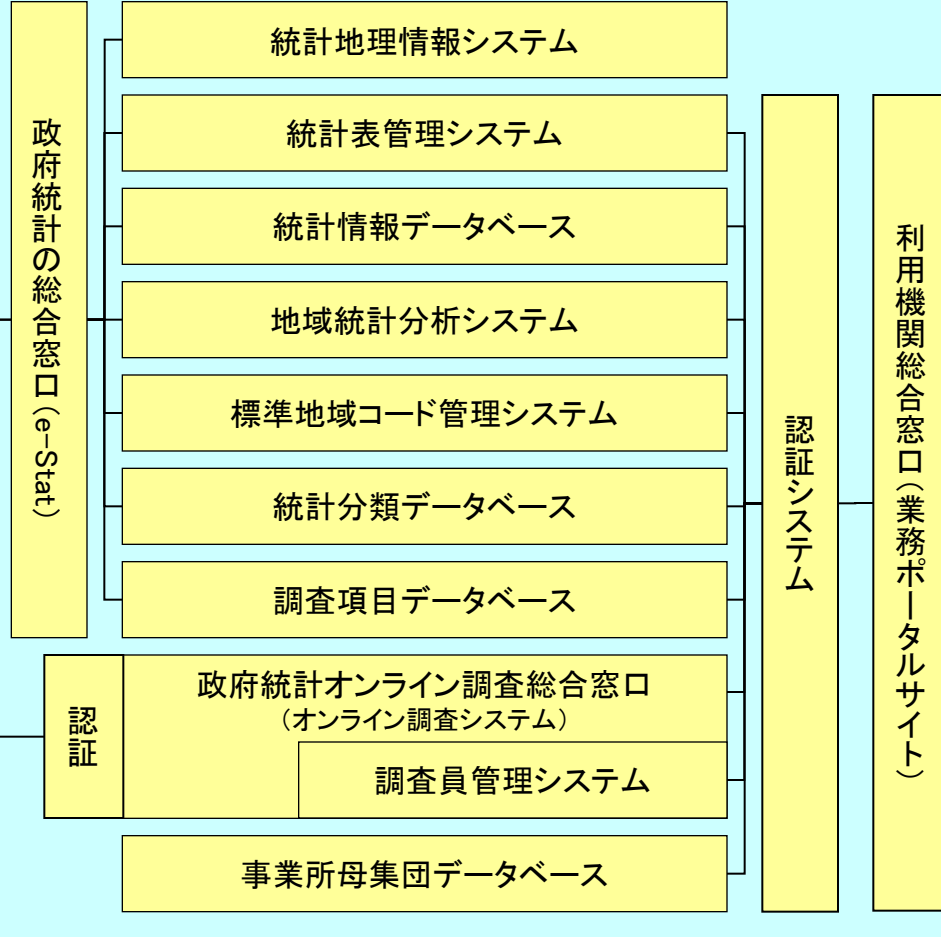 政府統計の総合窓口(e-Stat)
統計地理情報システム
統計表管理システム
統計情報データベース
地域統計分析システム
標準地域コード管理システム
統計分類データベース
調査項目データベース
認証
政府統計オンライン調査総合窓口
(オンライン調査システム)
調査員管理システム
事業所母集団データベース
認証システム
利用機関総合窓口(業務ポータルサイト)